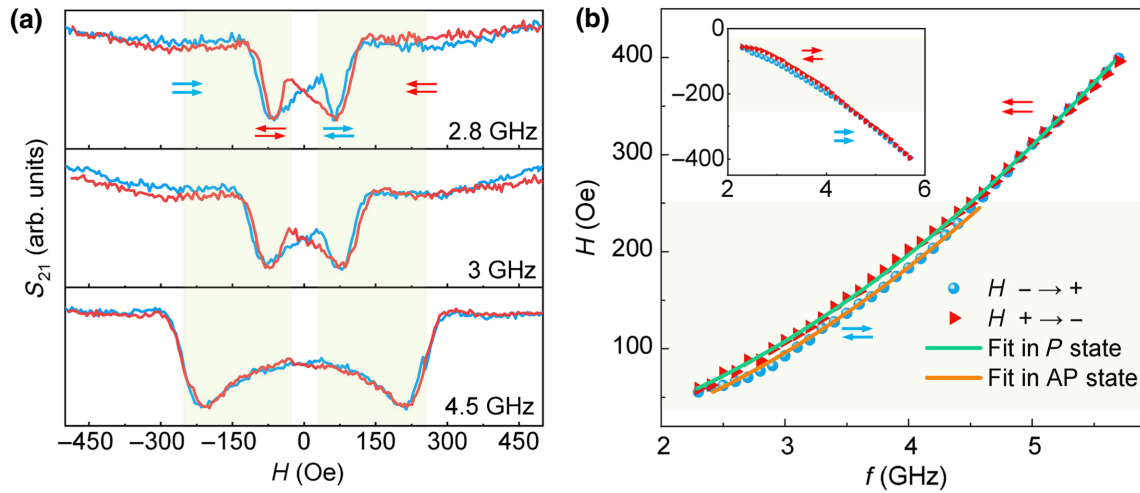 (a)
S21 (arb. units)
2.8 GHz
3 GHz
4.5 GHz
−450 −300 −150 0 150 300 450
H (Oe)
(b)
H (Oe)
400
300
200
100
2 3 4 5
f (GHz)
0
−200
−400
2 4 6
H − → +
H + → −
Fit in P state
Fit in AP state